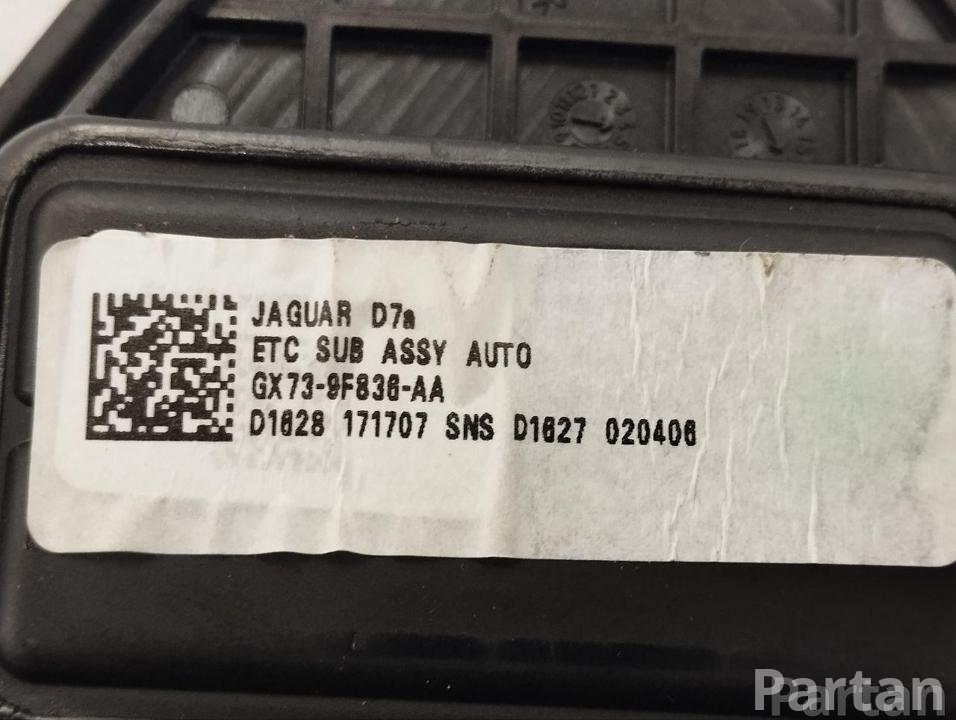 JAGUAR D7a
ETC SUB ASSY AUTO
GX73-9F836-AA
D1628 171707 SNS D1627 020406
Partan